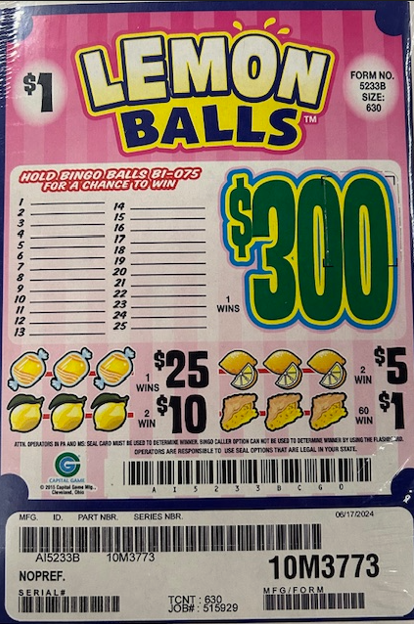 LEMON
BALLS™
$1
FORM NO.
5233B
SIZE:
630
HOLD BINGO BALLS B1-O75
FOR A CHANCE TO WIN
1
2
3
4
5
6
7
8
9
10
11
12
13
14
15
16
17
18
19
20
21
22
23
24
25
1
WINS
$300
1
WINS
$25
2
WIN
$10
2
WIN
$5
60
WIN
$1
ATTN. OPERATORS IN PA AND MS: SEAL CARD MUST BE USED TO DETERMINE WINNER. BINGO CALLER OPTION CAN NOT BE USED TO DETERMINE WINNER BY USING THE FLASHBOARD.
OPERATORS ARE RESPONSIBLE TO USE SEAL OPTIONS THAT ARE LEGAL IN YOUR STATE.
CAPITAL GAME
© 2015 Capital Game Mfg.,
Cleveland, Ohio
A I 5 2 3 3 B C G 0
MFG. ID. PART NBR. SERIES NBR. 06/17/2024
AI5233B 10M3773
NOPREF.
10M3773
SERIAL#
TCNT : 630
JOB# : 515929
MFG/FORM